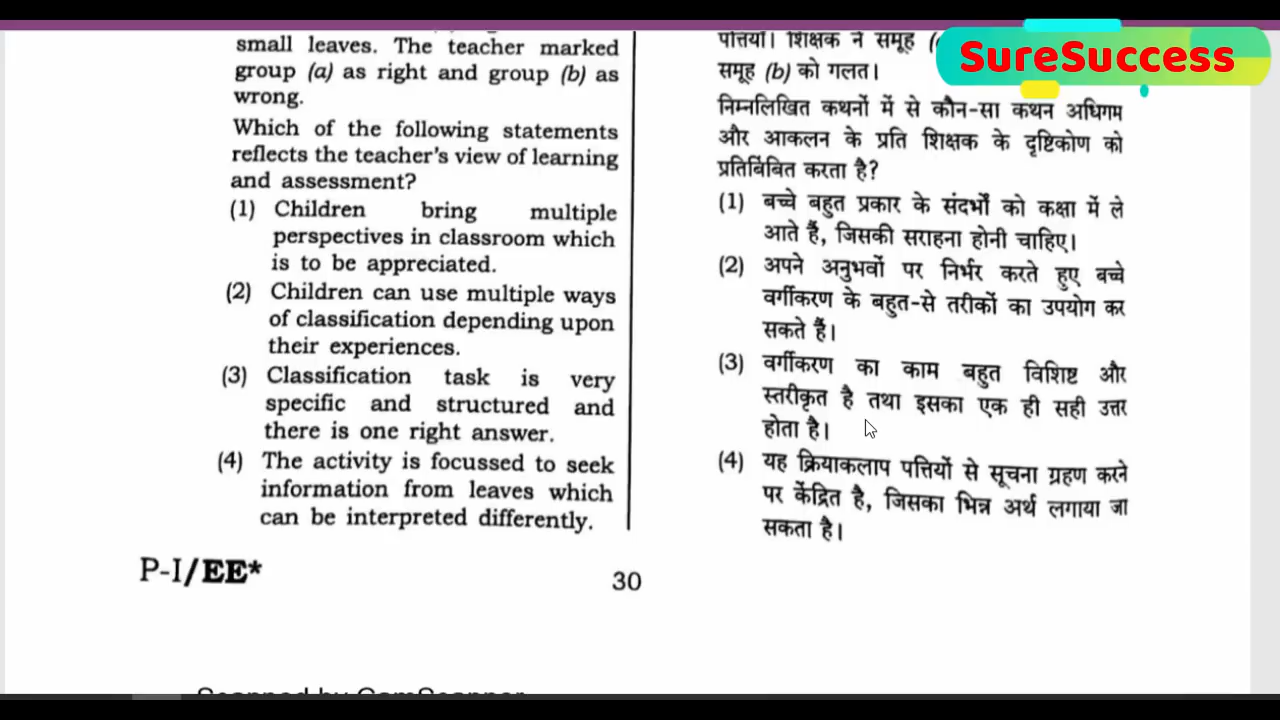 small leaves. The teacher marked
group (a) as right and group (b) as
wrong.
Which of the following statements
reflects the teacher's view of learning
and assessment?
(1) Children bring multiple
perspectives in classroom which
is to be appreciated.
(2) Children can use multiple ways
of classification depending upon
their experiences.
(3) Classification task is very
specific and structured and
there is one right answer.
(4) The activity is focussed to seek
information from leaves which
can be interpreted differently.
पत्तियाँ। शिक्षक ने समूह
समूह (b) को गलत।
निम्नलिखित कथनों में से कौन-सा कथन अधिगम
और आकलन के प्रति शिक्षक के दृष्टिकोण को
प्रतिबिंबित करता है?
(1) बच्चे बहुत प्रकार के संदर्भों को कक्षा में ले
आते हैं, जिसकी सराहना होनी चाहिए।
(2) अपने अनुभवों पर निर्भर करते हुए बच्चे
वर्गीकरण के बहुत-से तरीकों का उपयोग कर
सकते हैं।
(3) वर्गीकरण का काम बहुत विशिष्ट और
स्तरीकृत है तथा इसका एक ही सही उत्तर
होता है।
(4) यह क्रियाकलाप पत्तियों से सूचना ग्रहण करने
पर केंद्रित है, जिसका भिन्न अर्थ लगाया जा
सकता है।
SureSuccess
P-I/EE*
30
Scanned by CamScanner